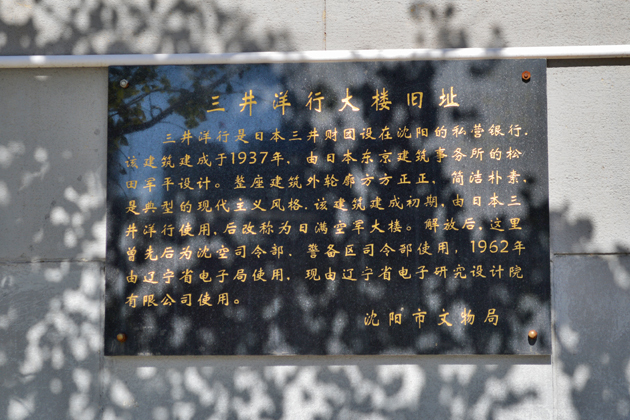 三井洋行大楼旧址
三井洋行是日本三井财团设在沈阳的私营银行。
该建筑建成于1937年，由日本东京建筑事务所的松
田军平设计。整座建筑外轮廓方方正正，简洁朴素，
是典型的现代主义风格。该建筑建成初期，由日本三
井洋行使用，后改称为日满空军大楼。解放后，这里
曾先后为沈空司令部、警备区司令部使用，1962年
由辽宁省电子局使用，现由辽宁省电子研究设计院
有限公司使用。
沈阳市文物局